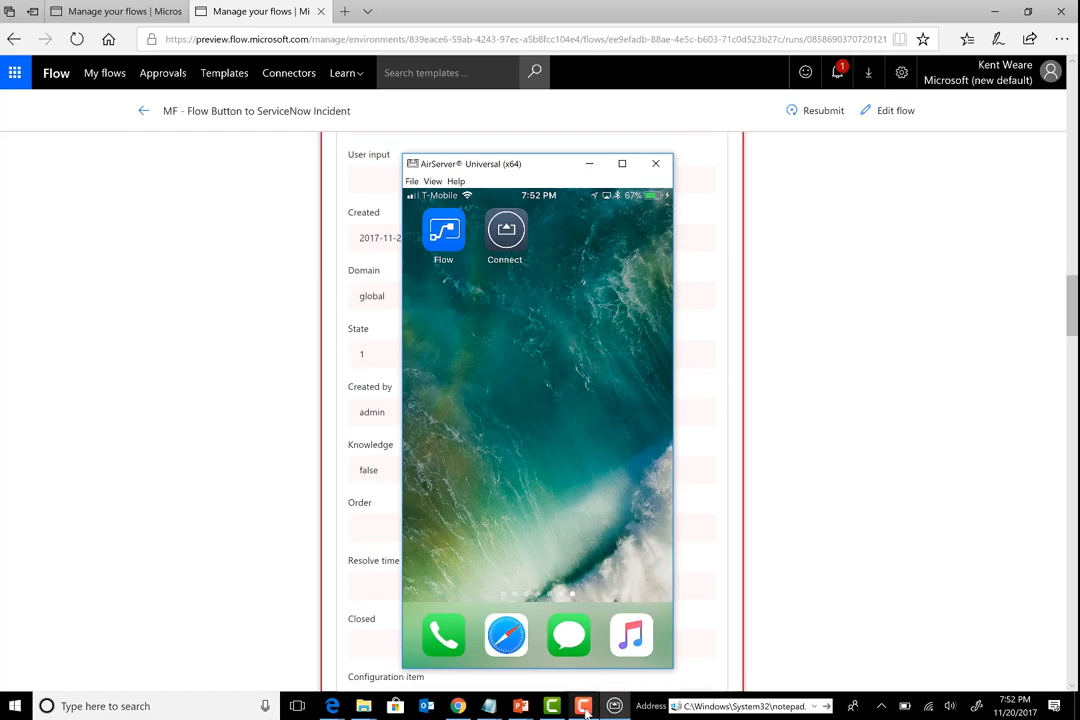 Manage your flows | Micros
Manage your flows | Mi
https://preview.flow.microsoft.com/manage/environments/839eace6-59ab-4243-97ec-a5b8fcc104e4/flows/ee9efadb-88ae-4e5c-b603-71c0d523b27c/runs/0858690370720121
Flow
My flows
Approvals
Templates
Connectors
Learn
Search templates ...
1
Kent Weare
Microsoft (new default)
MF - Flow Button to ServiceNow Incident
Resubmit
Edit flow
User input
Created
2017-11-2
Domain
global
State
1
Created by
admin
Knowledge
false
Order
Resolve time
Closed
Configuration item
AirServer® Universal (x64)
File View Help
T-Mobile
7:52 PM
67%
Flow
Connect
Type here to search
Address
C:\Windows\System32\notepad.
7:52 PM
11/20/2017